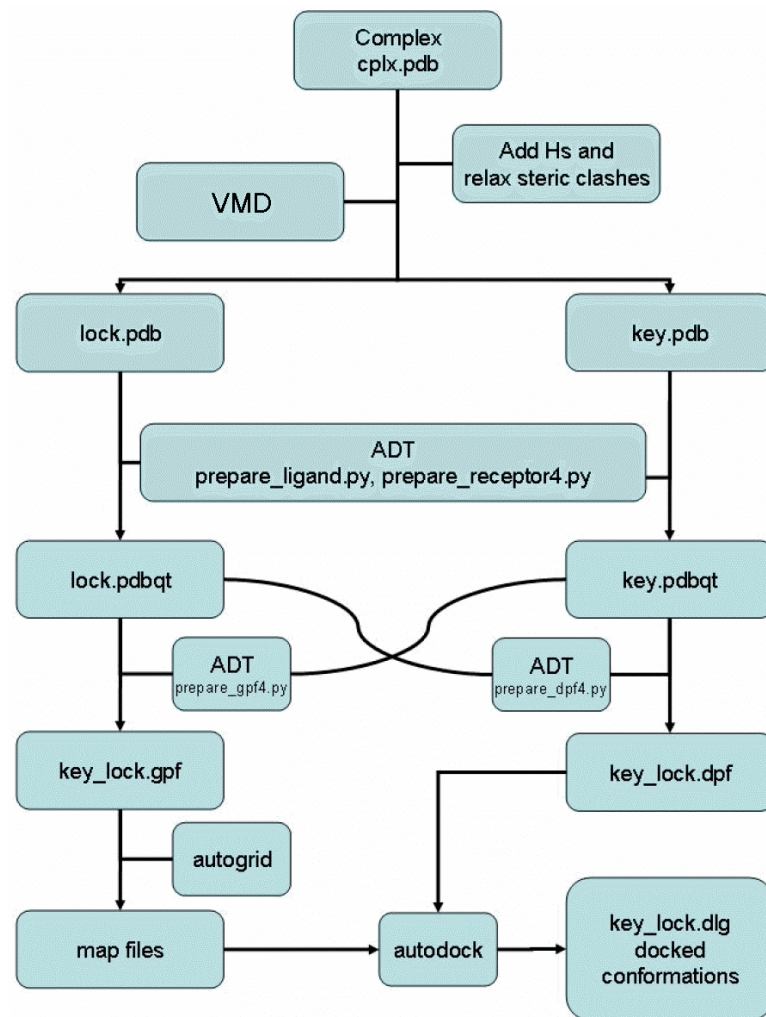 Complex
cplx.pdb
Add Hs and
relax steric clashes
VMD
lock.pdb
key.pdb
ADT
prepare_ligand.py, prepare_receptor4.py
lock.pdbqt
key.pdbqt
ADT
prepare_gpf4.py
ADT
prepare_dpf4.py
key_lock.gpf
key_lock.dpf
autogrid
map files
autodock
key_lock.dlg
docked
conformations